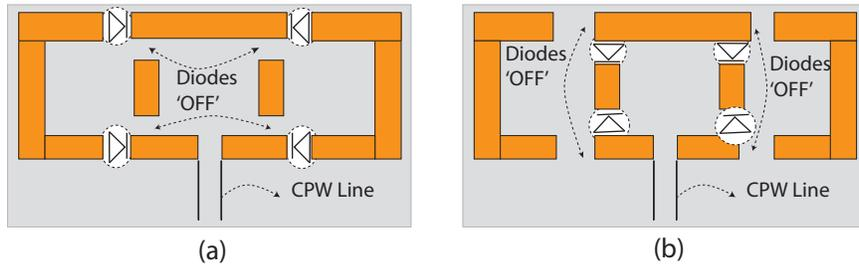 Diodes
'OFF'
CPW Line
(a)
Diodes
'OFF'
Diodes
'OFF'
CPW Line
(b)